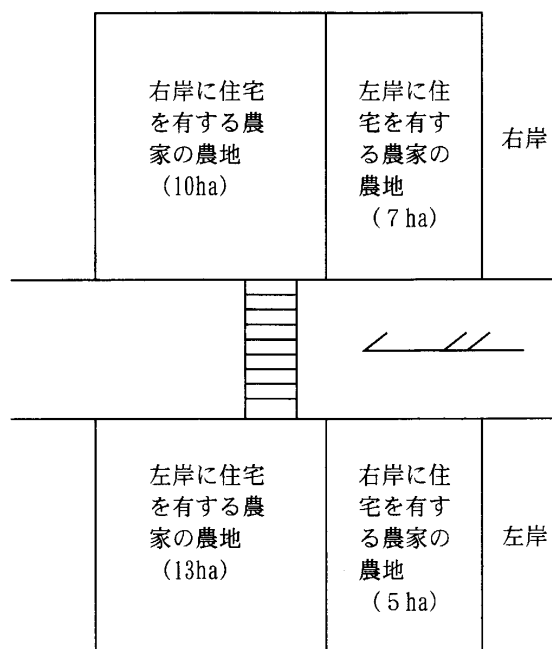 右岸に住宅
を有する農
家の農地
(10ha)
左岸に住
宅を有す
る農家の
農地
(7ha)
右岸
左岸に住宅
を有する農
家の農地
(13ha)
右岸に住
宅を有す
る農家の
農地
(5ha)
左岸